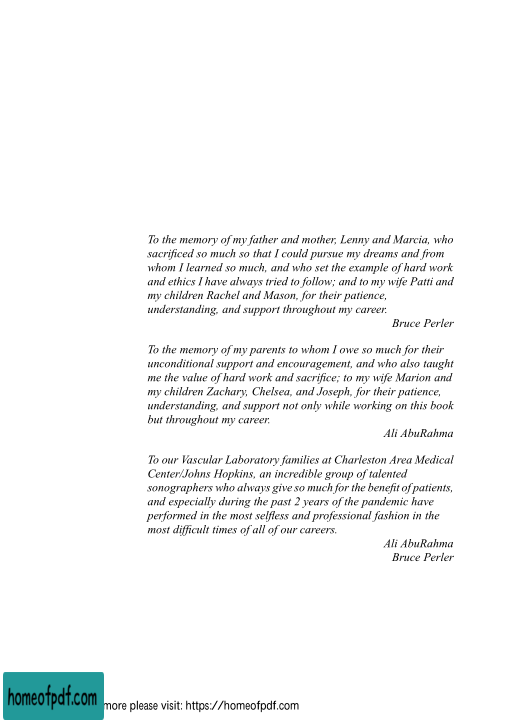 To the memory of my father and mother, Lenny and Marcia, who
sacrificed so much so that I could pursue my dreams and from
whom I learned so much, and who set the example of hard work
and ethics I have always tried to follow; and to my wife Patti and
my children Rachel and Mason, for their patience,
understanding, and support throughout my career.
Bruce Perler
To the memory of my parents to whom I owe so much for their
unconditional support and encouragement, and who also taught
me the value of hard work and sacrifice; to my wife Marion and
my children Zachary, Chelsea, and Joseph, for their patience,
understanding, and support not only while working on this book
but throughout my career.
Ali AbuRahma
To our Vascular Laboratory families at Charleston Area Medical
Center/Johns Hopkins, an incredible group of talented
sonographers who always give so much for the benefit of patients,
and especially during the past 2 years of the pandemic have
performed in the most selfless and professional fashion in the
most difficult times of all of our careers.
Ali AbuRahma
Bruce Perler
homeofpdf.com more please visit: https://homeofpdf.com